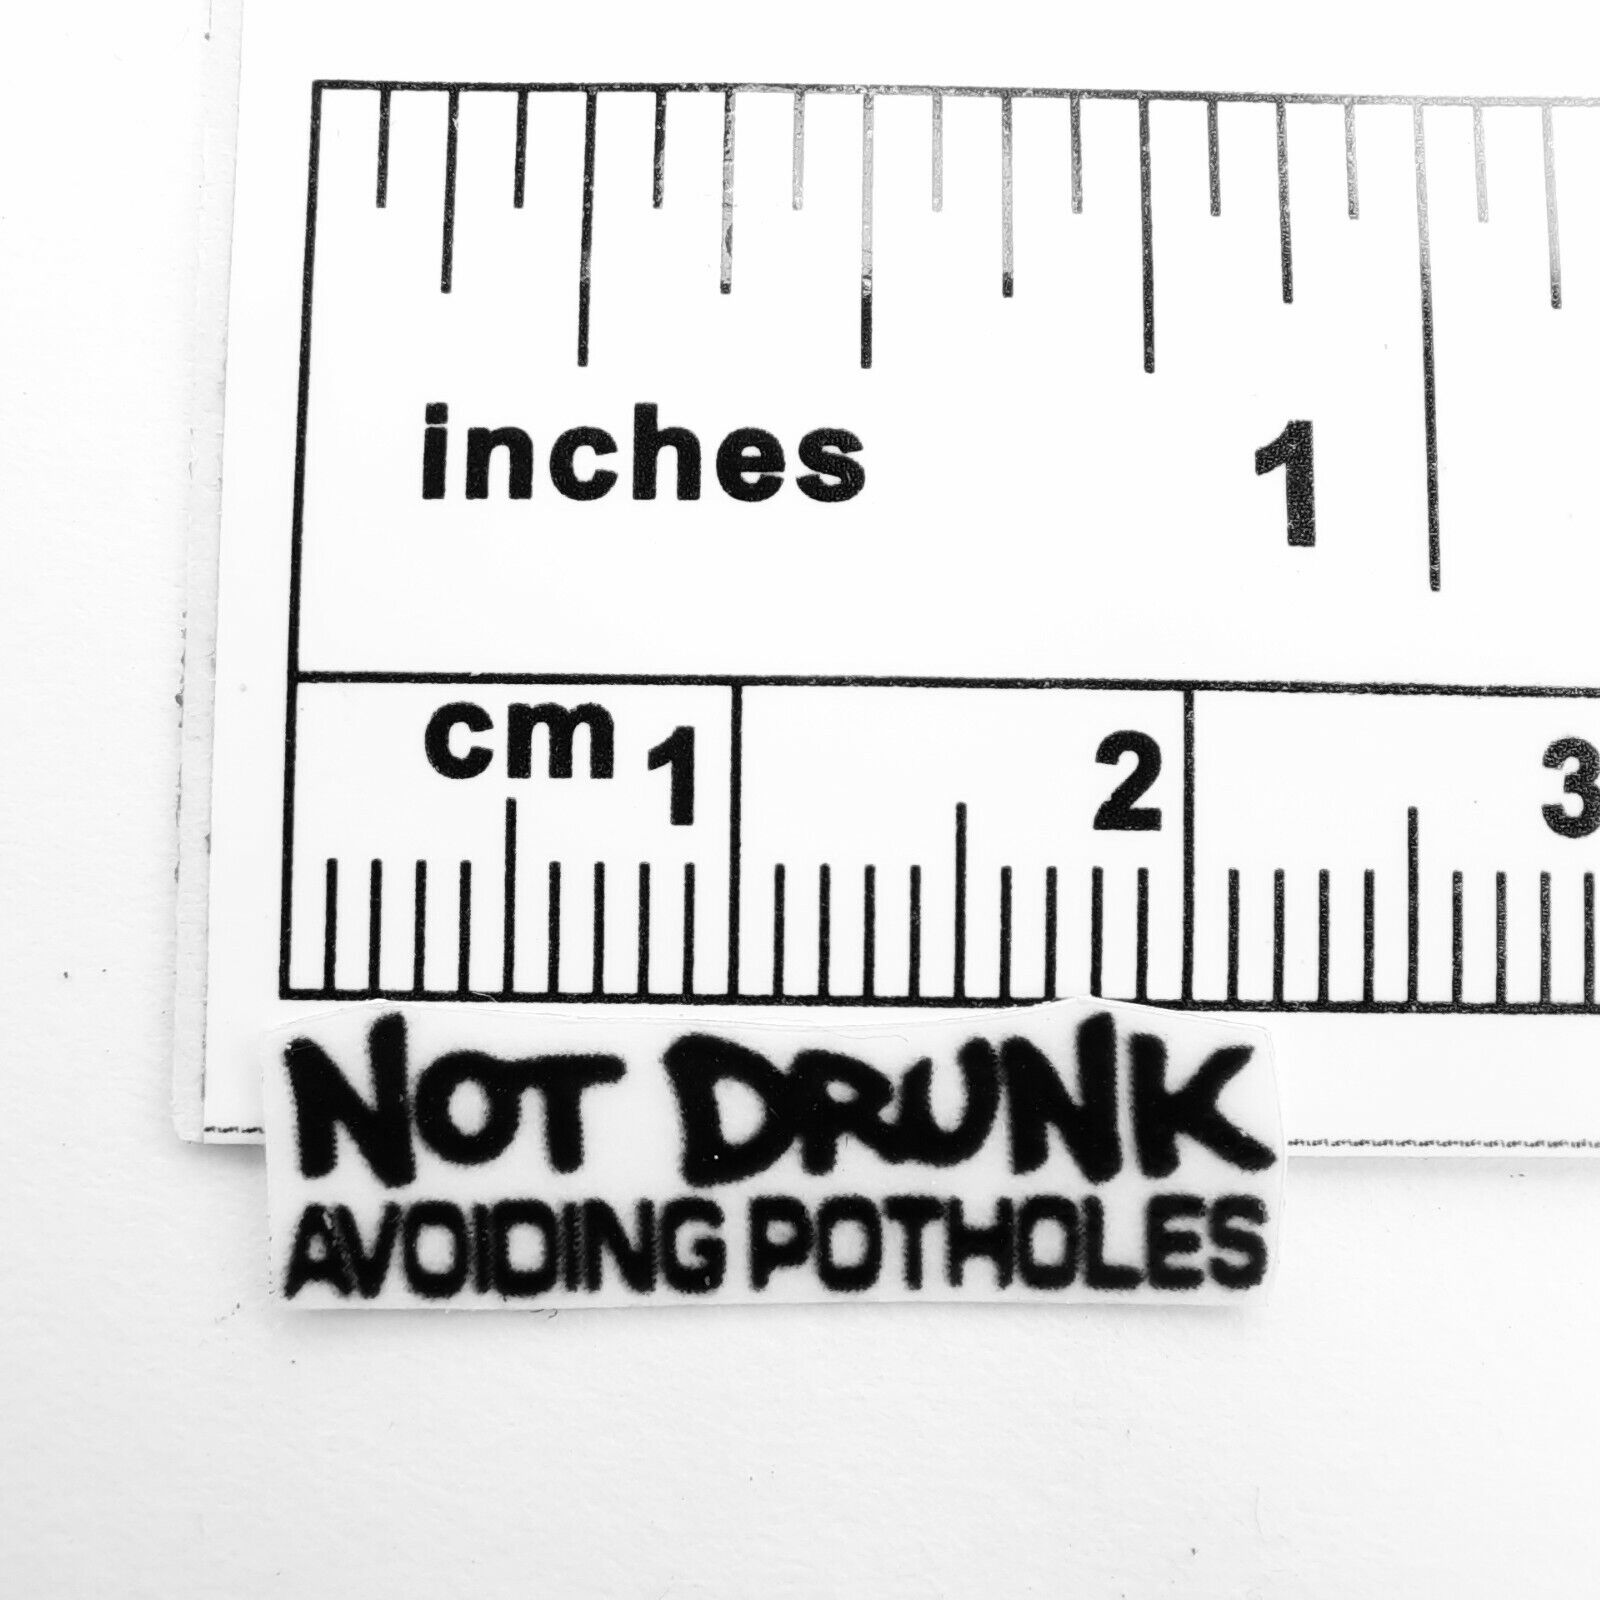 inches 1
cm 1 2 3
NOT DRUNK
AVOIDING POTHOLES